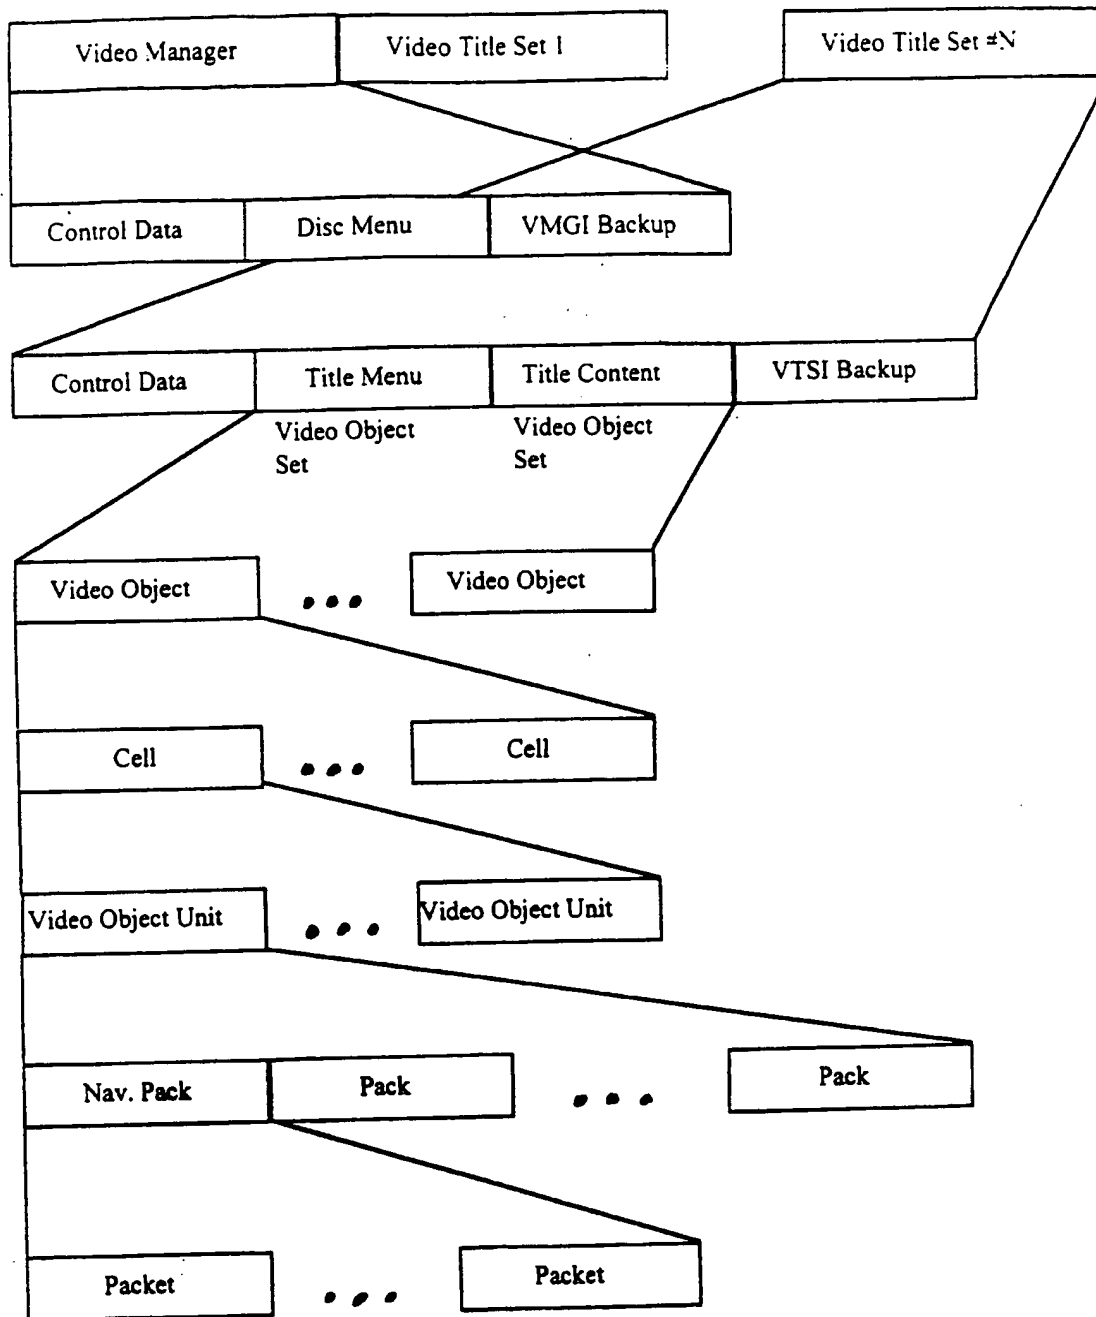 Video Manager
Video Title Set 1
Video Title Set #N
Control Data
Disc Menu
VMGI Backup
Control Data
Title Menu
Title Content
VTSI Backup
Video Object
Set
Video Object
Set
Video Object
Video Object
Cell
Cell
Video Object Unit
Video Object Unit
Nav. Pack
Pack
Pack
Packet
Packet